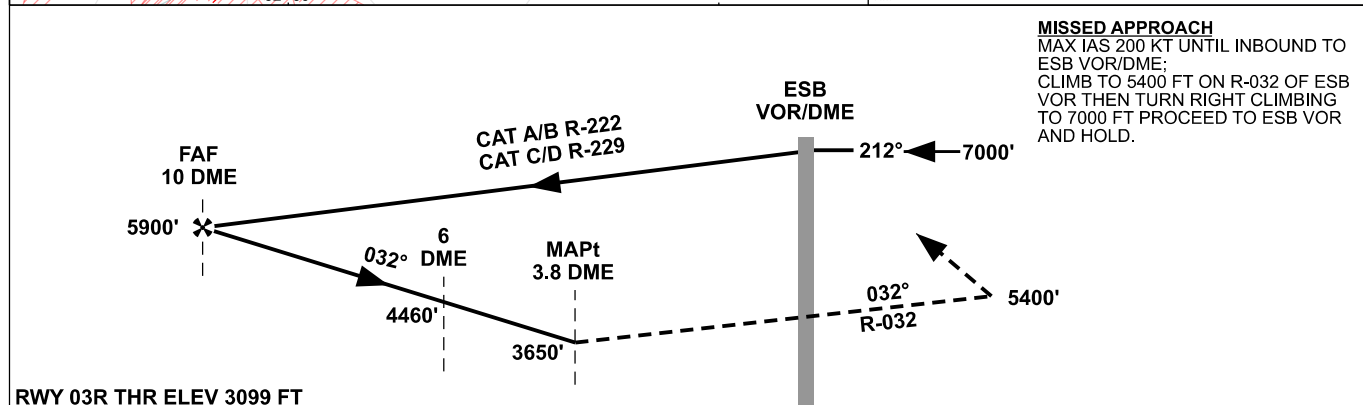 MISSED APPROACH
MAX IAS 200 KT UNTIL INBOUND TO
ESB VOR/DME;
CLIMB TO 5400 FT ON R-032 OF ESB
VOR THEN TURN RIGHT CLIMBING
TO 7000 FT PROCEED TO ESB VOR
AND HOLD.
ESB
VOR/DME
CAT A/B R-222
CAT C/D R-229
212°
7000'
FAF
10 DME
5900'
032°
6
DME
4460'
MAPt
3.8 DME
3650'
032°
R-032
5400'
RWY 03R THR ELEV 3099 FT